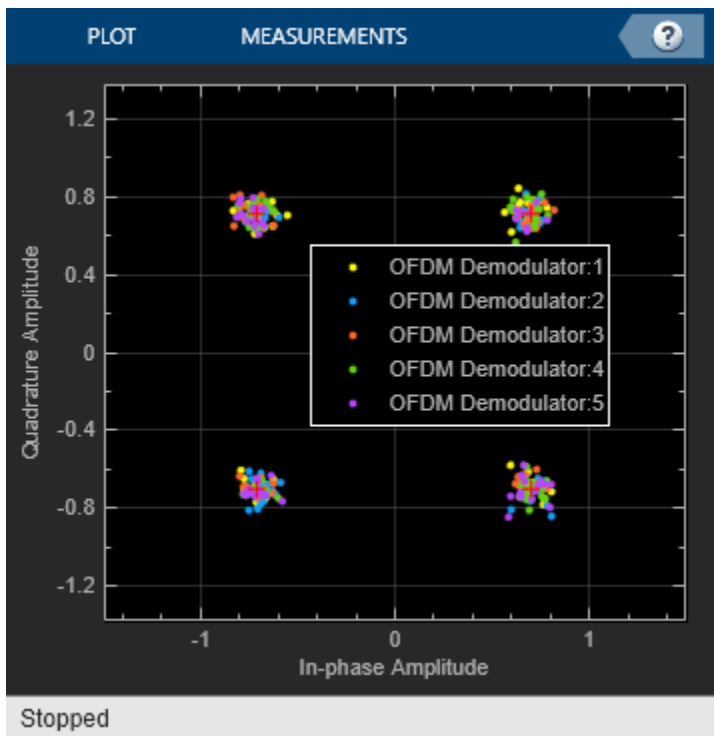 PLOT MEASUREMENTS ?
1.2
0.8
0.4
0
-0.4
-0.8
-1.2
Quadrature Amplitude
OFDM Demodulator:1
OFDM Demodulator:2
OFDM Demodulator:3
OFDM Demodulator:4
OFDM Demodulator:5
-1 0 1
In-phase Amplitude
Stopped